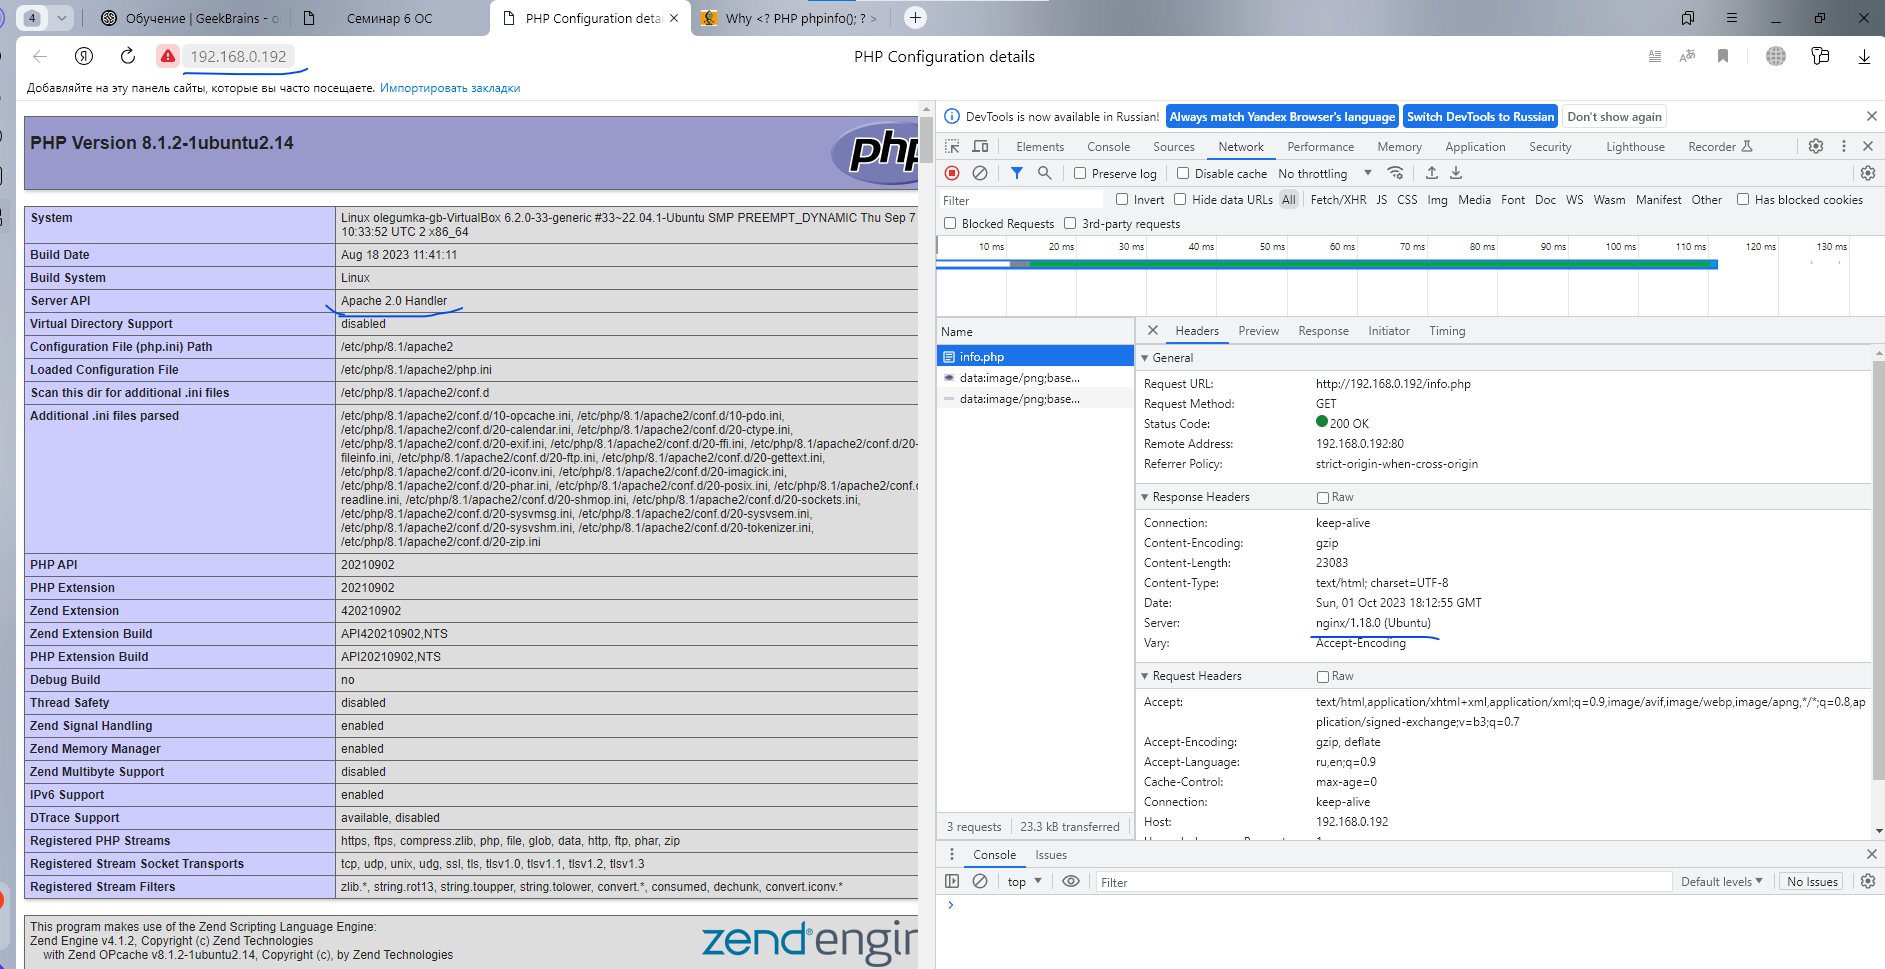 4
Обучение | GeekBrains - о
Семинар 6 ОС
PHP Configuration detai
Why <? PHP phpinfo(); ? >
192.168.0.192
PHP Configuration details
Добавляйте на эту панель сайты, которые вы часто посещаете. Импортировать закладки
PHP Version 8.1.2-1ubuntu2.14
php
System Linux olegumka-gb-VirtualBox 6.2.0-33-generic #33~22.04.1-Ubuntu SMP PREEMPT_DYNAMIC Thu Sep 7
10:33:52 UTC 2 x86_64
Build Date Aug 18 2023 11:41:11
Build System Linux
Server API Apache 2.0 Handler
Virtual Directory Support disabled
Configuration File (php.ini) Path /etc/php/8.1/apache2
Loaded Configuration File /etc/php/8.1/apache2/php.ini
Scan this dir for additional .ini files /etc/php/8.1/apache2/conf.d
Additional .ini files parsed /etc/php/8.1/apache2/conf.d/10-opcache.ini, /etc/php/8.1/apache2/conf.d/10-pdo.ini,
/etc/php/8.1/apache2/conf.d/20-calendar.ini, /etc/php/8.1/apache2/conf.d/20-ctype.ini,
/etc/php/8.1/apache2/conf.d/20-exif.ini, /etc/php/8.1/apache2/conf.d/20-ffi.ini, /etc/php/8.1/apache2/conf.d/20-
fileinfo.ini, /etc/php/8.1/apache2/conf.d/20-ftp.ini, /etc/php/8.1/apache2/conf.d/20-gettext.ini,
/etc/php/8.1/apache2/conf.d/20-iconv.ini, /etc/php/8.1/apache2/conf.d/20-imagick.ini,
/etc/php/8.1/apache2/conf.d/20-phar.ini, /etc/php/8.1/apache2/conf.d/20-posix.ini, /etc/php/8.1/apache2/conf.d
readline.ini, /etc/php/8.1/apache2/conf.d/20-shmop.ini, /etc/php/8.1/apache2/conf.d/20-sockets.ini,
/etc/php/8.1/apache2/conf.d/20-sysvmsg.ini, /etc/php/8.1/apache2/conf.d/20-sysvsem.ini,
/etc/php/8.1/apache2/conf.d/20-sysvshm.ini, /etc/php/8.1/apache2/conf.d/20-tokenizer.ini,
/etc/php/8.1/apache2/conf.d/20-zip.ini
PHP API 20210902
PHP Extension 20210902
Zend Extension 420210902
Zend Extension Build API420210902,NTS
PHP Extension Build API20210902,NTS
Debug Build no
Thread Safety disabled
Zend Signal Handling enabled
Zend Memory Manager enabled
Zend Multibyte Support disabled
IPv6 Support enabled
DTrace Support available, disabled
Registered PHP Streams https, ftps, compress.zlib, php, file, glob, data, http, ftp, phar, zip
Registered Stream Socket Transports tcp, udp, unix, udg, ssl, tls, tlsv1.0, tlsv1.1, tlsv1.2, tlsv1.3
Registered Stream Filters zlib.*, string.rot13, string.toupper, string.tolower, convert.*, consumed, dechunk, convert.iconv.*
This program makes use of the Zend Scripting Language Engine:
Zend Engine v4.1.2, Copyright (c) Zend Technologies
with Zend OPcache v8.1.2-1ubuntu2.14, Copyright (c), by Zend Technologies
zend engin
DevTools is now available in Russian! Always match Yandex Browser's language Switch DevTools to Russian Don't show again
Elements Console Sources Network Performance Memory Application Security Lighthouse Recorder
Preserve log Disable cache No throttling
Filter Invert Hide data URLs All Fetch/XHR JS CSS Img Media Font Doc WS Wasm Manifest Other Has blocked cookies
Blocked Requests 3rd-party requests
10 ms 20 ms 30 ms 40 ms 50 ms 60 ms 70 ms 80 ms 90 ms 100 ms 110 ms 120 ms 130 ms
Name
info.php
data:image/png;base...
data:image/png;base...
3 requests 23.3 kB transferred
Headers Preview Response Initiator Timing
General
Request URL: http://192.168.0.192/info.php
Request Method: GET
Status Code: 200 OK
Remote Address: 192.168.0.192:80
Referrer Policy: strict-origin-when-cross-origin
Response Headers Raw
Connection: keep-alive
Content-Encoding: gzip
Content-Length: 23083
Content-Type: text/html; charset=UTF-8
Date: Sun, 01 Oct 2023 18:12:55 GMT
Server: nginx/1.18.0 (Ubuntu)
Vary: Accept-Encoding
Request Headers Raw
Accept: text/html,application/xhtml+xml,application/xml;q=0.9,image/avif,image/webp,image/apng,*/*;q=0.8,ap
plication/signed-exchange;v=b3;q=0.7
Accept-Encoding: gzip, deflate
Accept-Language: ru,en;q=0.9
Cache-Control: max-age=0
Connection: keep-alive
Host: 192.168.0.192
Console Issues
top Filter Default levels No Issues